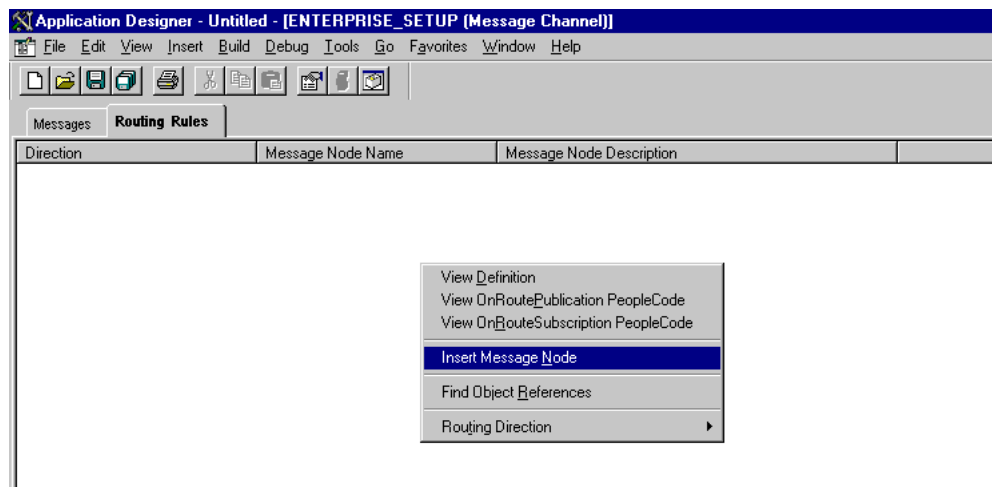 Application Designer - Untitled - [ENTERPRISE_SETUP (Message Channel)]
File Edit View Insert Build Debug Tools Go Favorites Window Help
Messages Routing Rules
Direction Message Node Name Message Node Description
View Definition
View OnRoutePublication PeopleCode
View OnRouteSubscription PeopleCode
Insert Message Node
Find Object References
Routing Direction